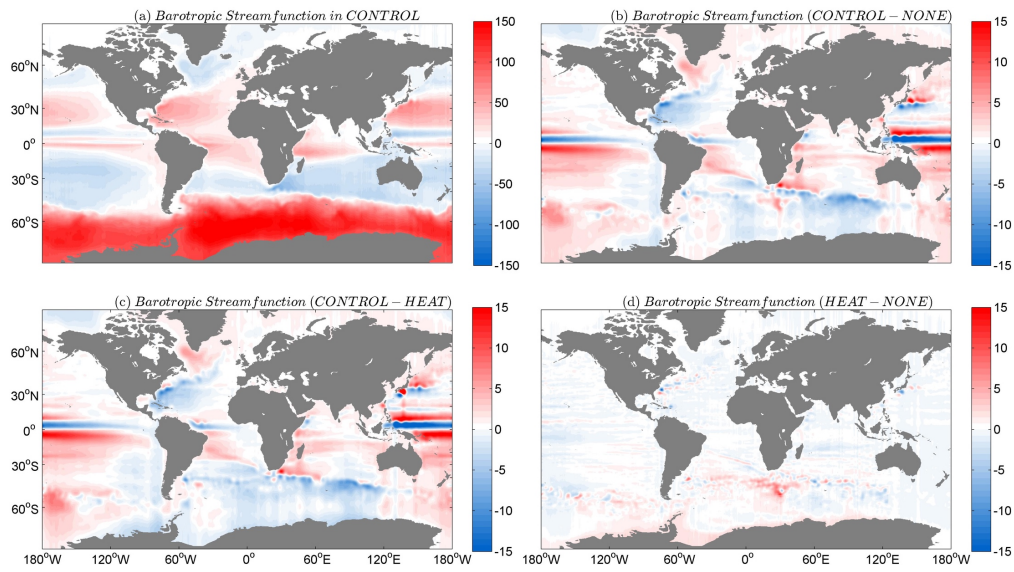 (a) Barotropic Streamfunction in CONTROL
60°N
30°N
0°
30°S
60°S
150
100
50
0
-50
-100
-150
(b) Barotropic Streamfunction (CONTROL − NONE)
15
10
5
0
-5
-10
-15
(c) Barotropic Streamfunction (CONTROL − HEAT)
60°N
30°N
0°
30°S
60°S
180°W 120°W 60°W 0° 60°E 120°E 180°W
15
10
5
0
-5
-10
-15
(d) Barotropic Streamfunction (HEAT − NONE)
180°W 120°W 60°W 0° 60°E 120°E 180°W
15
10
5
0
-5
-10
-15